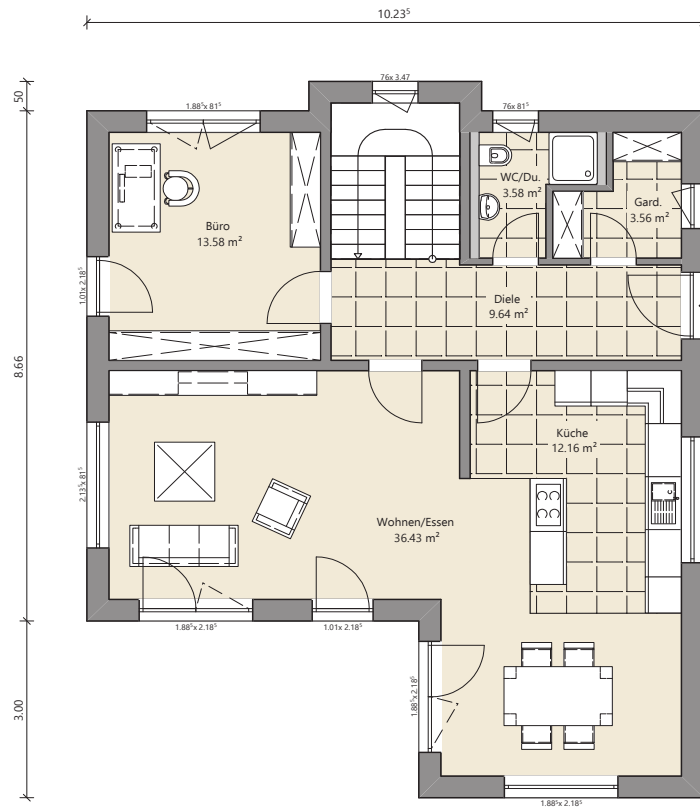 10.23⁵
50
76x 3.47
1.88⁵x 81⁵
76x 81⁵
WC/Du.
3.58 m²
Gard.
3.56 m²
Büro
13.58 m²
1.01x 2.18⁵
Diele
9.64 m²
8.66
Küche
12.16 m²
2.13x 81⁵
Wohnen/Essen
36.43 m²
1.88⁵x 2.18⁵
1.01x 2.18⁵
1.88⁵x 2.18⁵
3.00
1.88⁵x 2.18⁵